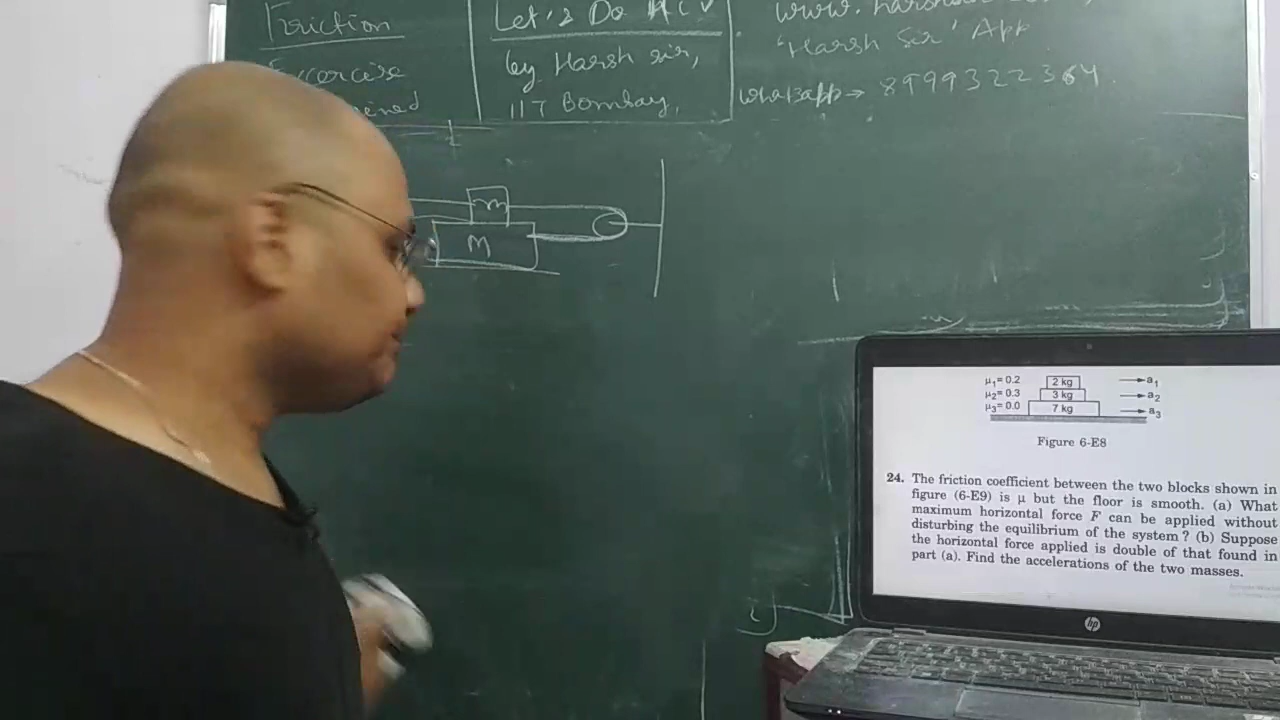 Friction
Exercise
Let's Do HCV
by Harsh sir,
IIT Bombay,
'Harsh Sir' App
Whatsapp → 8999322364
m
M
μ1= 0.2
2 kg
a1
μ2= 0.3
3 kg
a2
μ3= 0.0
7 kg
a3
Figure 6-E8
24. The friction coefficient between the two blocks shown in
figure (6-E9) is μ but the floor is smooth. (a) What
maximum horizontal force F can be applied without
disturbing the equilibrium of the system ? (b) Suppose
the horizontal force applied is double of that found in
part (a). Find the accelerations of the two masses.
hp